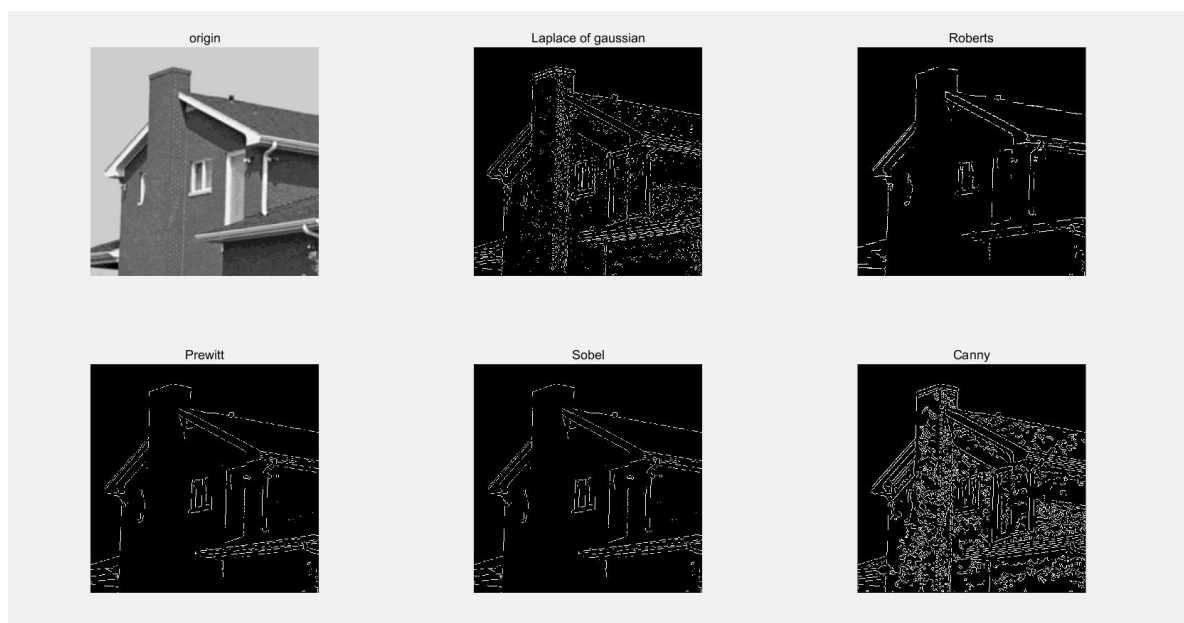 origin
Laplace of gaussian
Roberts
Prewitt
Sobel
Canny